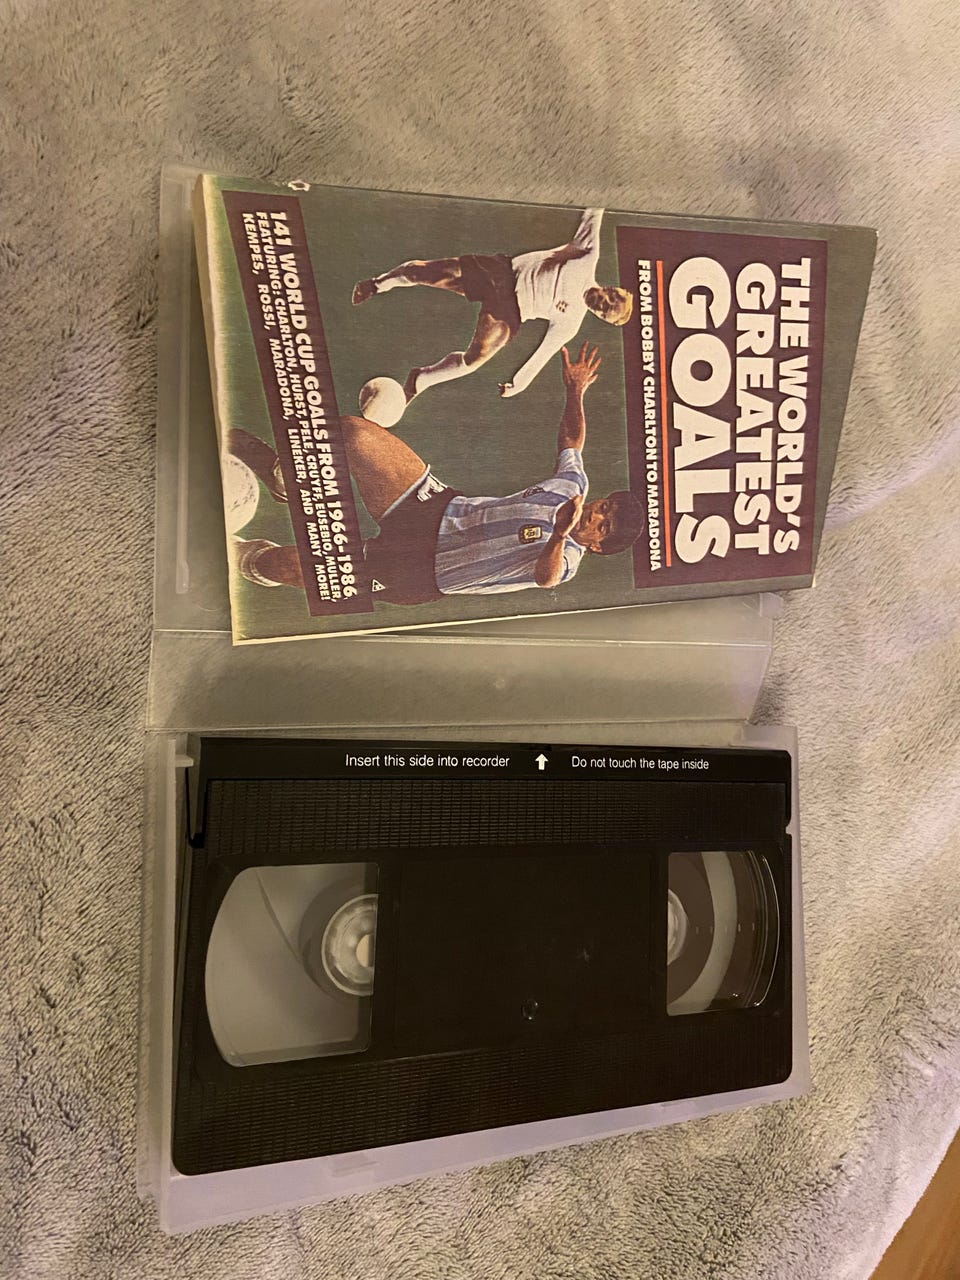 THE WORLD'S
GREATEST
GOALS
FROM BOBBY CHARLTON TO MARADONA
141 WORLD CUP GOALS FROM 1966-1986
FEATURING: CHARLTON, HURST, PELE, CRUYFF, EUSEBIO, MULLER,
KEMPES, ROSSI, MARADONA, LINEKER, AND MANY MORE!
Insert this side into recorder Do not touch the tape inside